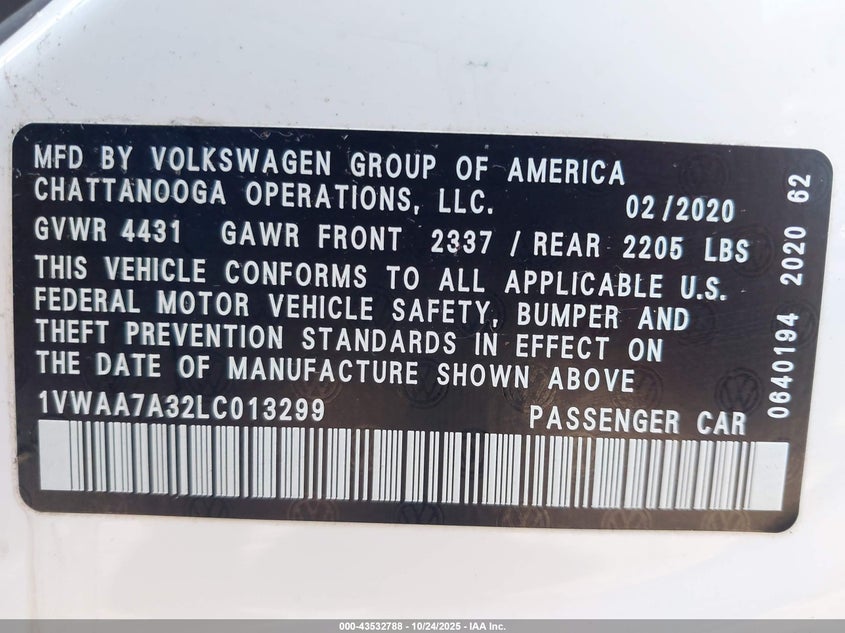 MFD BY VOLKSWAGEN GROUP OF AMERICA
CHATTANOOGA OPERATIONS, LLC. 02/2020
GVWR 4431 GAWR FRONT 2337 / REAR 2205 LBS
THIS VEHICLE CONFORMS TO ALL APPLICABLE U.S.
FEDERAL MOTOR VEHICLE SAFETY, BUMPER AND
THEFT PREVENTION STANDARDS IN EFFECT ON
THE DATE OF MANUFACTURE SHOWN ABOVE
1VWAA7A32LC013299 PASSENGER CAR
0640194 2020 62
000-43532788 - 10/24/2025 - IAA Inc.